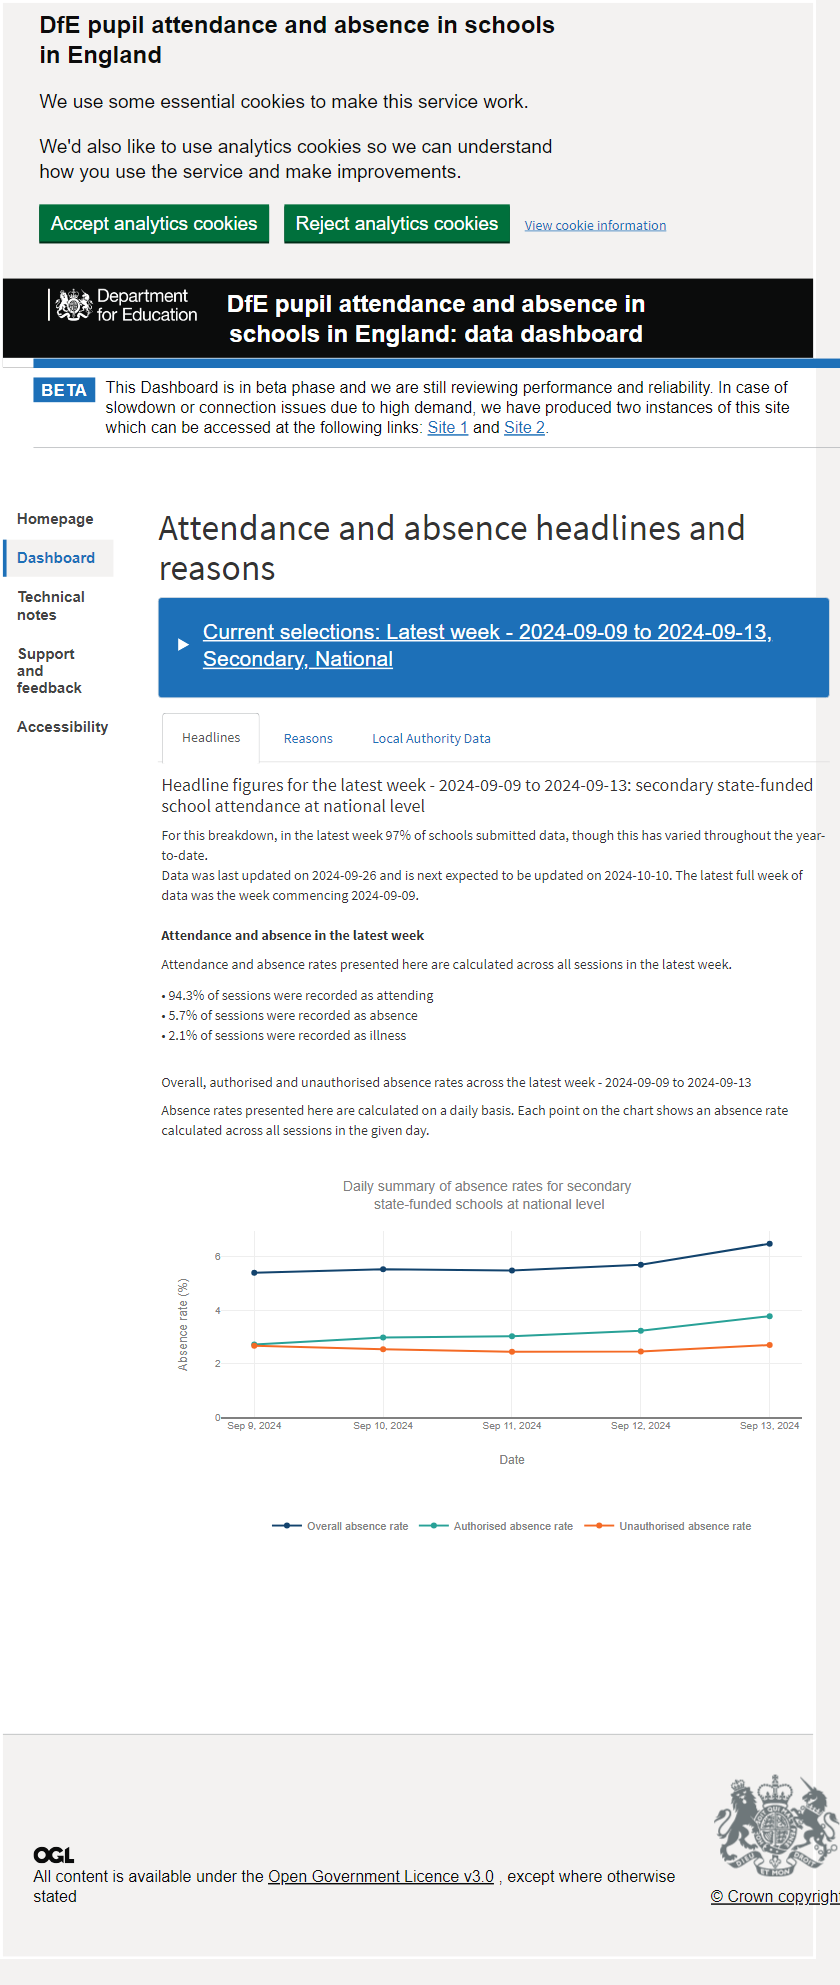 DfE pupil attendance and absence in schools
in England
We use some essential cookies to make this service work.
We'd also like to use analytics cookies so we can understand
how you use the service and make improvements.
Accept analytics cookies Reject analytics cookies View cookie information
Department
for Education
DfE pupil attendance and absence in
schools in England: data dashboard
BETA
This Dashboard is in beta phase and we are still reviewing performance and reliability. In case of
slowdown or connection issues due to high demand, we have produced two instances of this site
which can be accessed at the following links: Site 1 and Site 2.
Homepage
Dashboard
Technical
notes
Support
and
feedback
Accessibility
Attendance and absence headlines and
reasons
Current selections: Latest week - 2024-09-09 to 2024-09-13,
Secondary, National
Headlines Reasons Local Authority Data
Headline figures for the latest week - 2024-09-09 to 2024-09-13: secondary state-funded
school attendance at national level
For this breakdown, in the latest week 97% of schools submitted data, though this has varied throughout the year-
to-date.
Data was last updated on 2024-09-26 and is next expected to be updated on 2024-10-10. The latest full week of
data was the week commencing 2024-09-09.
Attendance and absence in the latest week
Attendance and absence rates presented here are calculated across all sessions in the latest week.
• 94.3% of sessions were recorded as attending
• 5.7% of sessions were recorded as absence
• 2.1% of sessions were recorded as illness
Overall, authorised and unauthorised absence rates across the latest week - 2024-09-09 to 2024-09-13
Absence rates presented here are calculated on a daily basis. Each point on the chart shows an absence rate
calculated across all sessions in the given day.
Daily summary of absence rates for secondary
state-funded schools at national level
Absence rate (%)
6
4
2
0
Sep 9, 2024 Sep 10, 2024 Sep 11, 2024 Sep 12, 2024 Sep 13, 2024
Date
Overall absence rate Authorised absence rate Unauthorised absence rate
OGL
All content is available under the Open Government Licence v3.0 , except where otherwise
stated
© Crown copyright